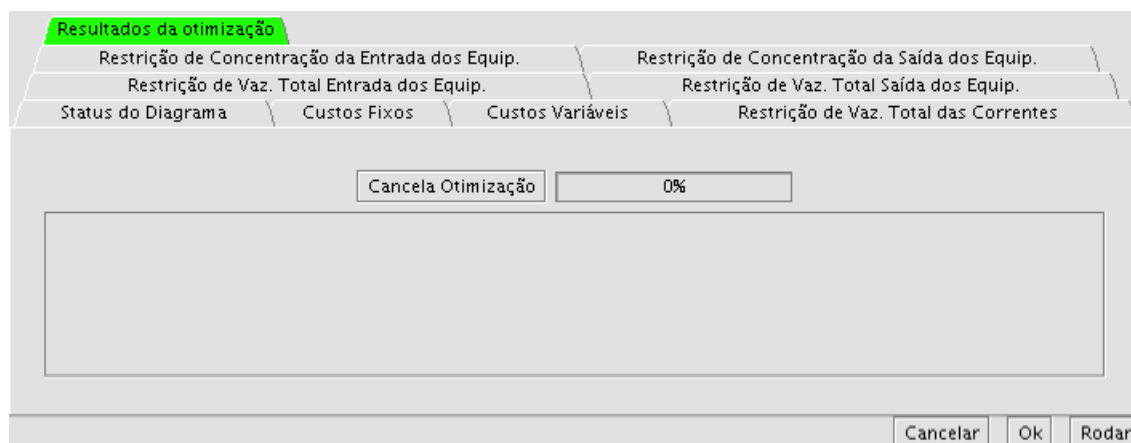 Resultados da otimização
Restrição de Concentração da Entrada dos Equip. Restrição de Concentração da Saída dos Equip.
Restrição de Vaz. Total Entrada dos Equip. Restrição de Vaz. Total Saída dos Equip.
Status do Diagrama Custos Fixos Custos Variáveis Restrição de Vaz. Total das Correntes
Cancela Otimização 0%
Cancelar Ok Rodar